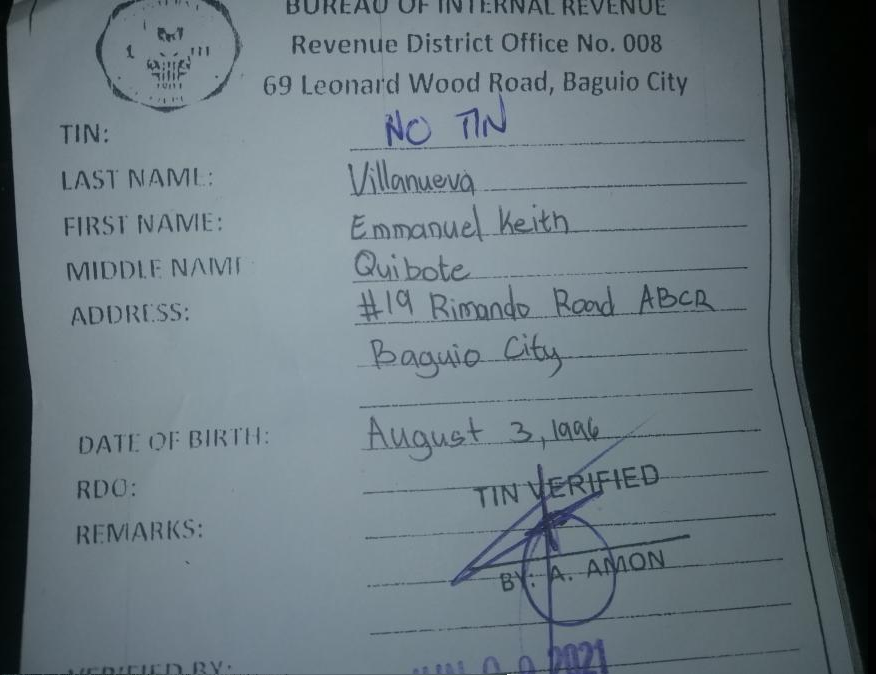 BUREAU OF INTERNAL REVENUE
Revenue District Office No. 008
69 Leonard Wood Road, Baguio City
TIN: NO TIN
LAST NAME: Villanueva
FIRST NAME: Emmanuel Keith
MIDDLE NAME Quibote
ADDRESS: #19 Rimando Road ABCR
Baguio City
DATE OF BIRTH: August 3, 1996
RDO:
TIN VERIFIED
REMARKS:
BY: A. AMON
VERIFIED BY:
2021